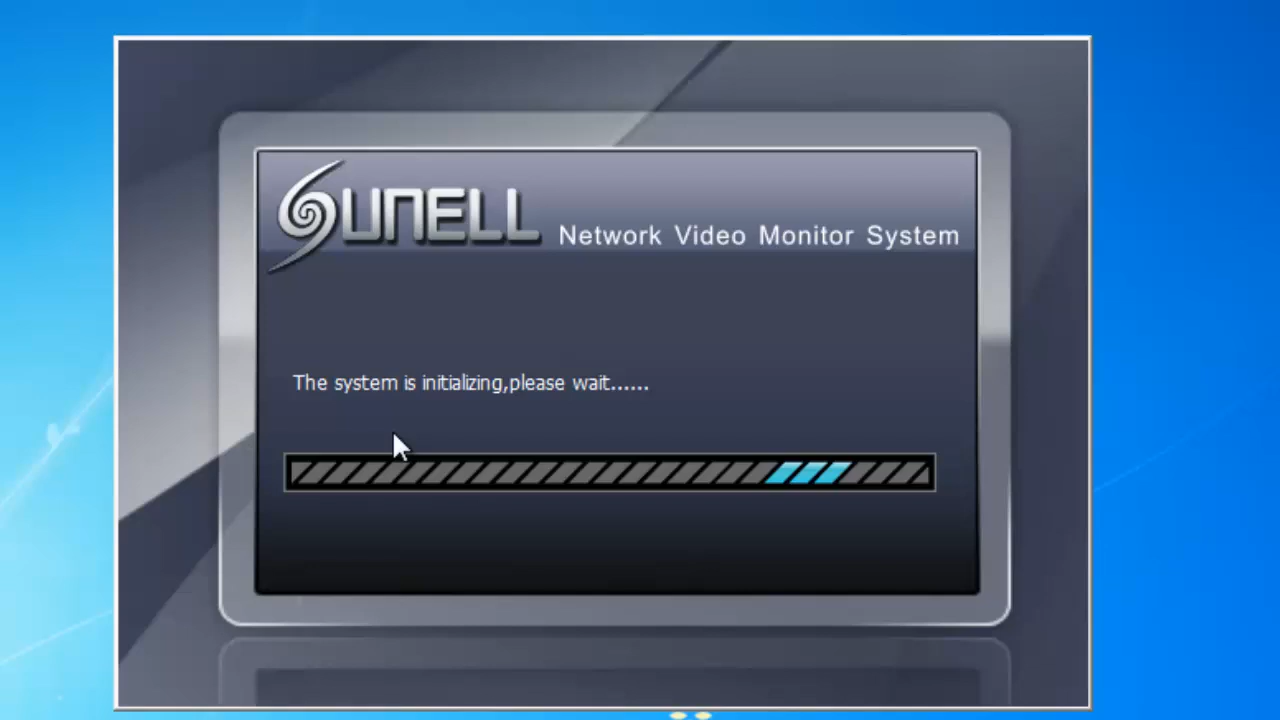 SUNELL Network Video Monitor System
The system is initializing,please wait......